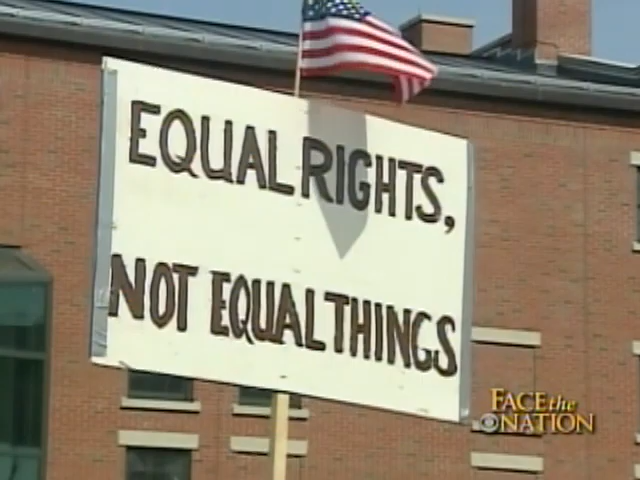 EQUAL RIGHTS,
NOT EQUAL THINGS
FACE the
NATION